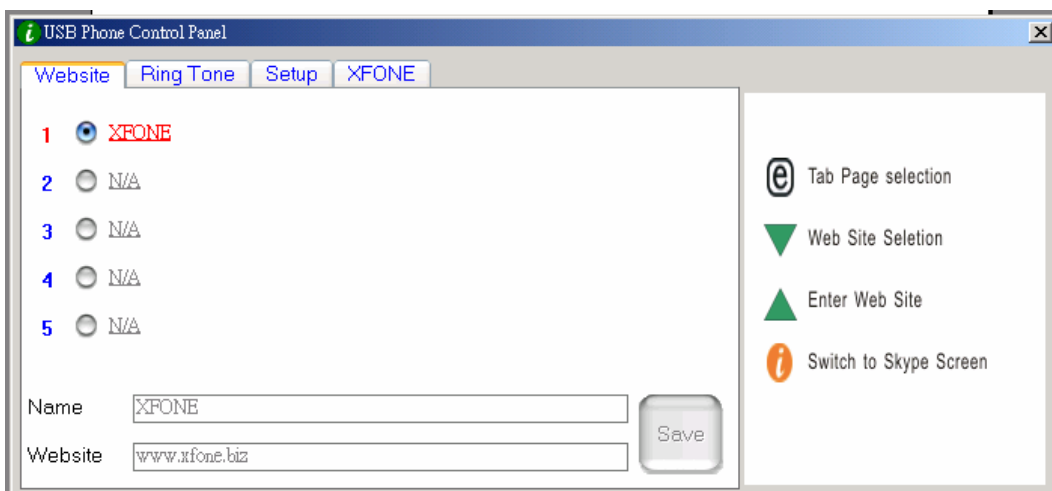 USB Phone Control Panel
Website Ring Tone Setup XFONE
1 XFONE
2 N/A
3 N/A
4 N/A
5 N/A
Name XFONE
Website www.xfone.biz
Save
Tab Page selection
Web Site Seletion
Enter Web Site
Switch to Skype Screen